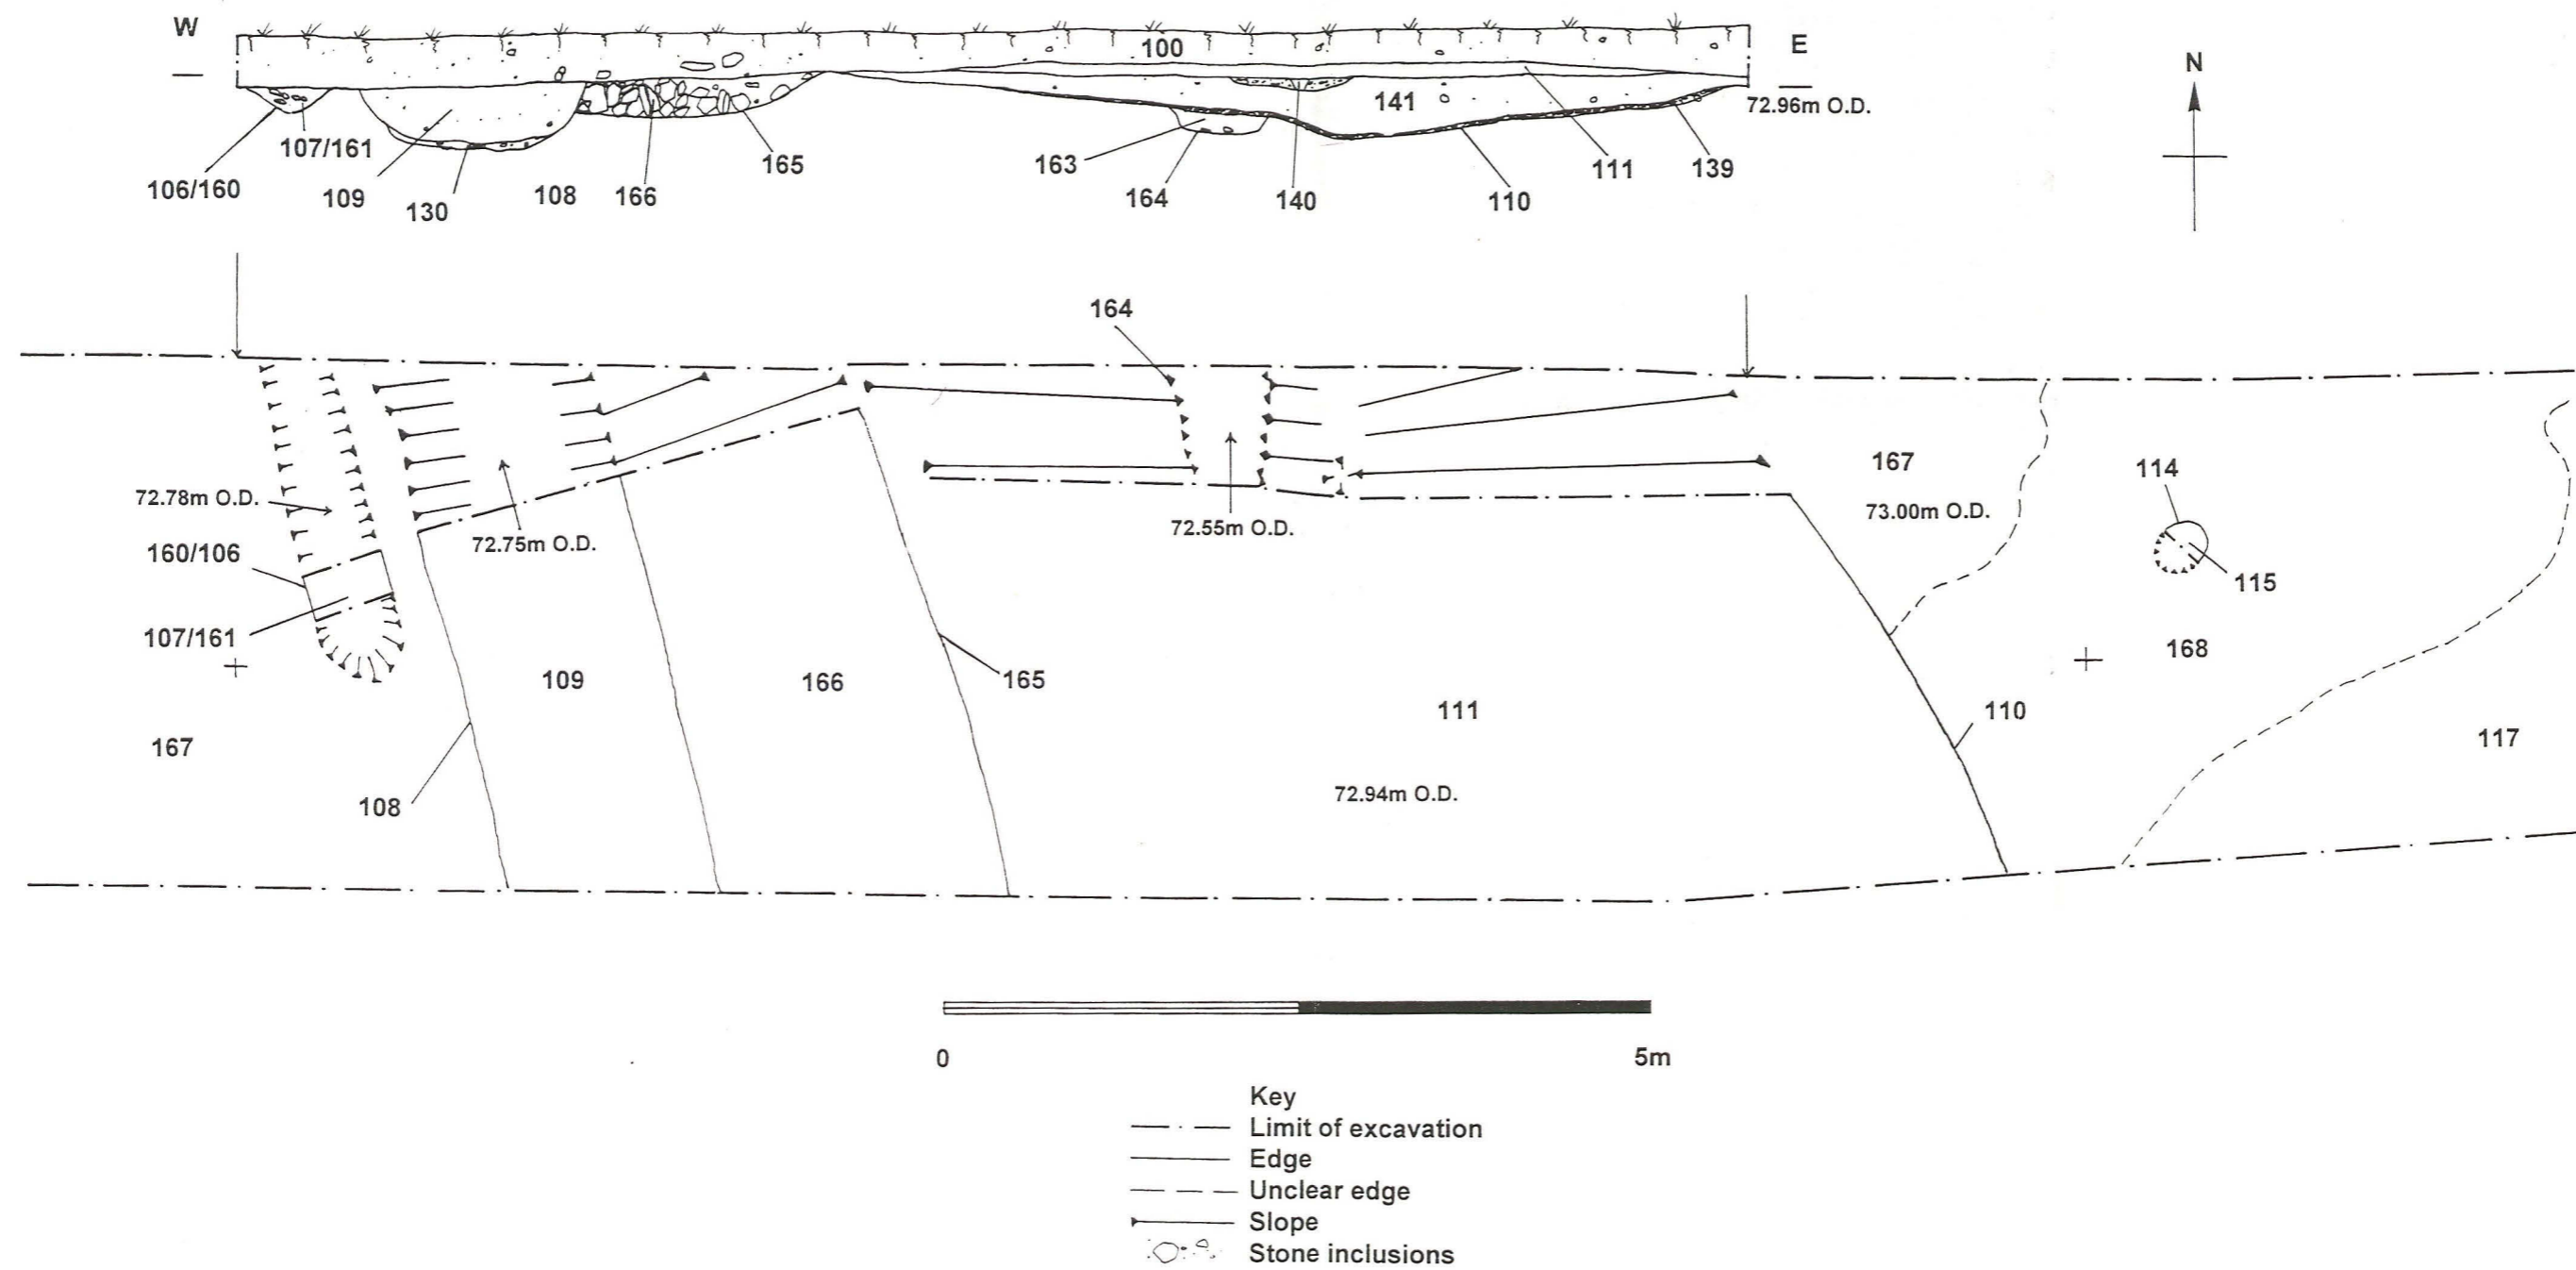 W
100
E
N
141
72.96m O.D.
107/161
163
165
111
139
106/160
109
130
108
166
164
140
110
164
167
114
72.78m O.D.
73.00m O.D.
72.55m O.D.
72.75m O.D.
160/106
115
107/161
168
109
166
165
111
110
167
117
108
72.94m O.D.
0
5m
Key
Limit of excavation
Edge
Unclear edge
Slope
Stone inclusions